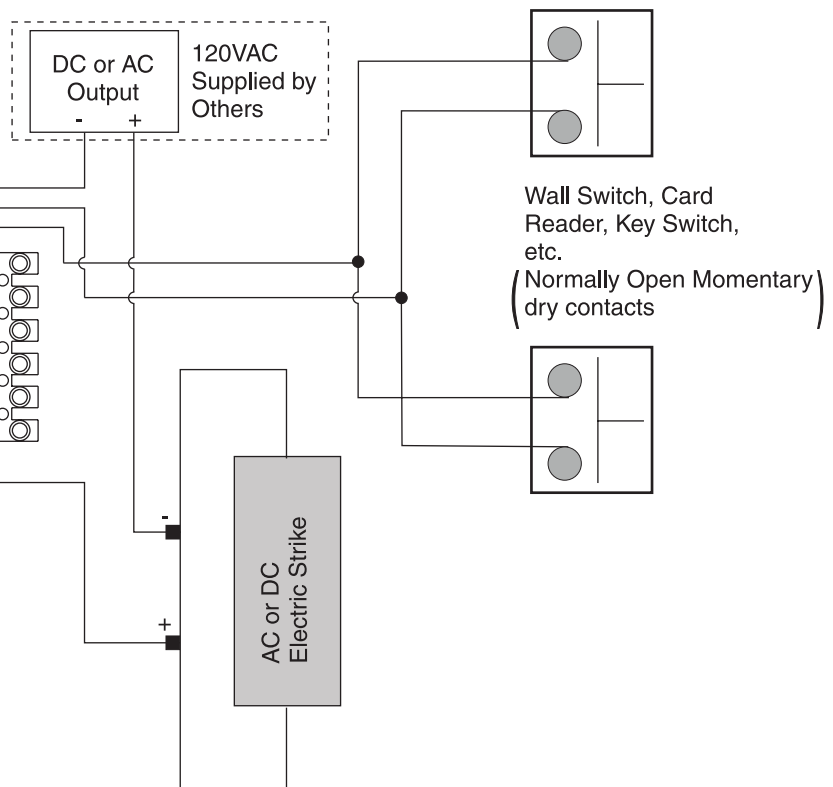 DC or AC
Output
- +
120VAC
Supplied by
Others
Wall Switch, Card
Reader, Key Switch,
etc.
(Normally Open Momentary)
dry contacts
-
+
AC or DC
Electric Strike